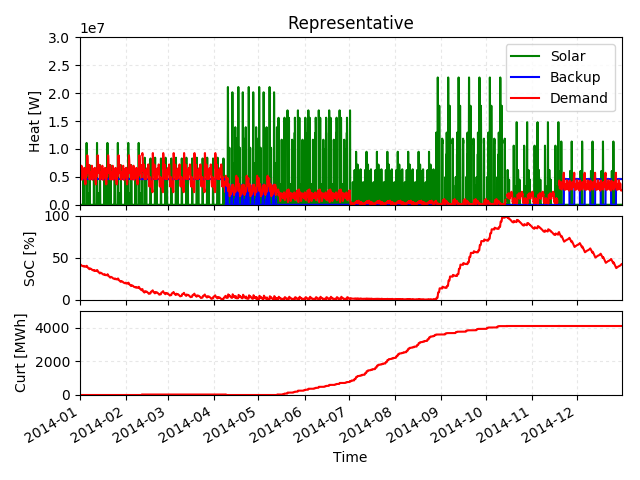 Representative
1e7
Heat [W]
3.0
2.5
2.0
1.5
1.0
0.5
0.0
Solar
Backup
Demand
SoC [%]
100
50
0
Curt [MWh]
4000
2000
0
2014-01
2014-02
2014-03
2014-04
2014-05
2014-06
2014-07
2014-08
2014-09
2014-10
2014-11
2014-12
Time